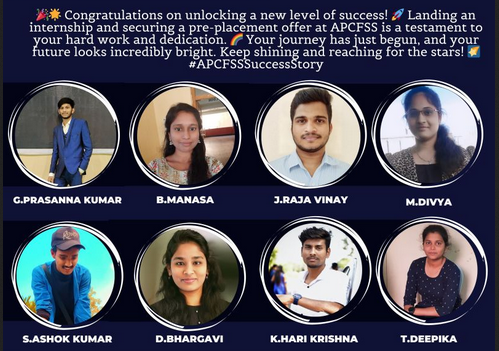 🎉🌟 Congratulations on unlocking a new level of success! 🚀 Landing an
internship and securing a pre-placement offer at APCFSS is a testament to
your hard work and dedication. 🌈 Your journey has just begun, and your
future looks incredibly bright. Keep shining and reaching for the stars! 🌠
#APCFSSSuccessStory
G.PRASANNA KUMAR
B.MANASA
J.RAJA VINAY
M.DIVYA
S.ASHOK KUMAR
D.BHARGAVI
K.HARI KRISHNA
T.DEEPIKA